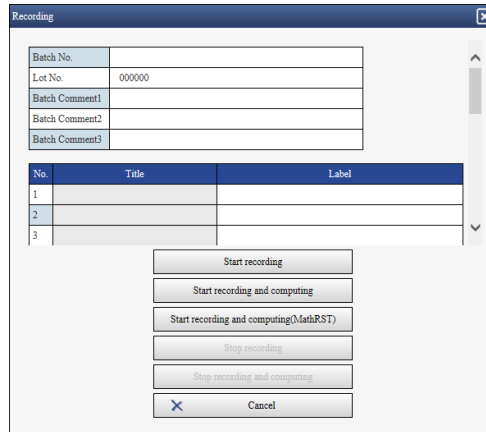 Recording
Batch No.
Lot No. 000000
Batch Comment1
Batch Comment2
Batch Comment3
No. Title Label
1
2
3
Start recording
Start recording and computing
Start recording and computing(MathRST)
Stop recording
Stop recording and computing
Cancel